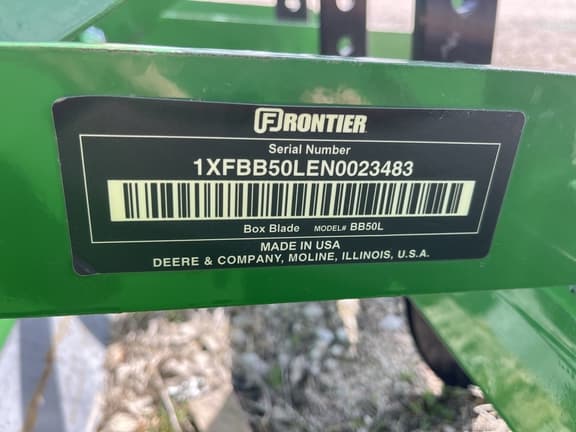 FRONTIER
Serial Number
1XFBB50LEN0023483
Box Blade MODEL# BB50L
MADE IN USA
DEERE & COMPANY, MOLINE, ILLINOIS, U.S.A.